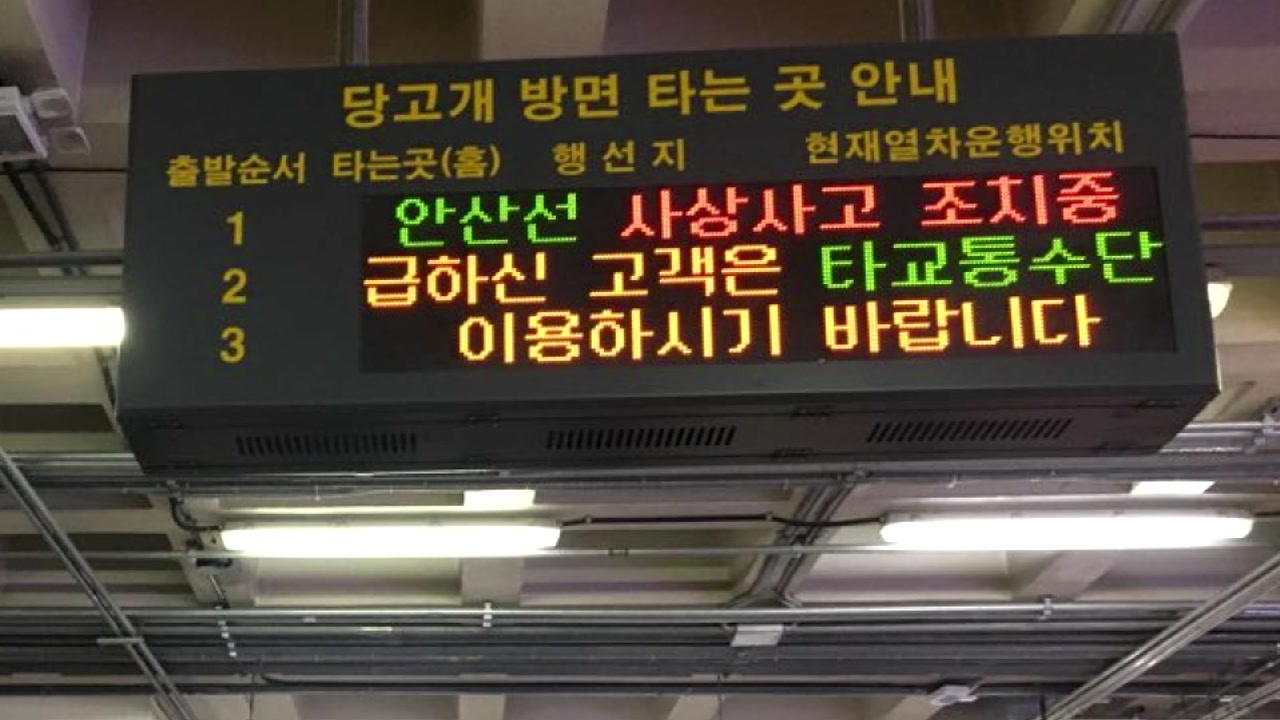 당고개 방면 타는 곳 안내
출발순서 타는곳(홈) 행 선 지 현재열차운행위치
1 안산선 사상사고 조치중
2 급하신 고객은 타교통수단
3 이용하시기 바랍니다